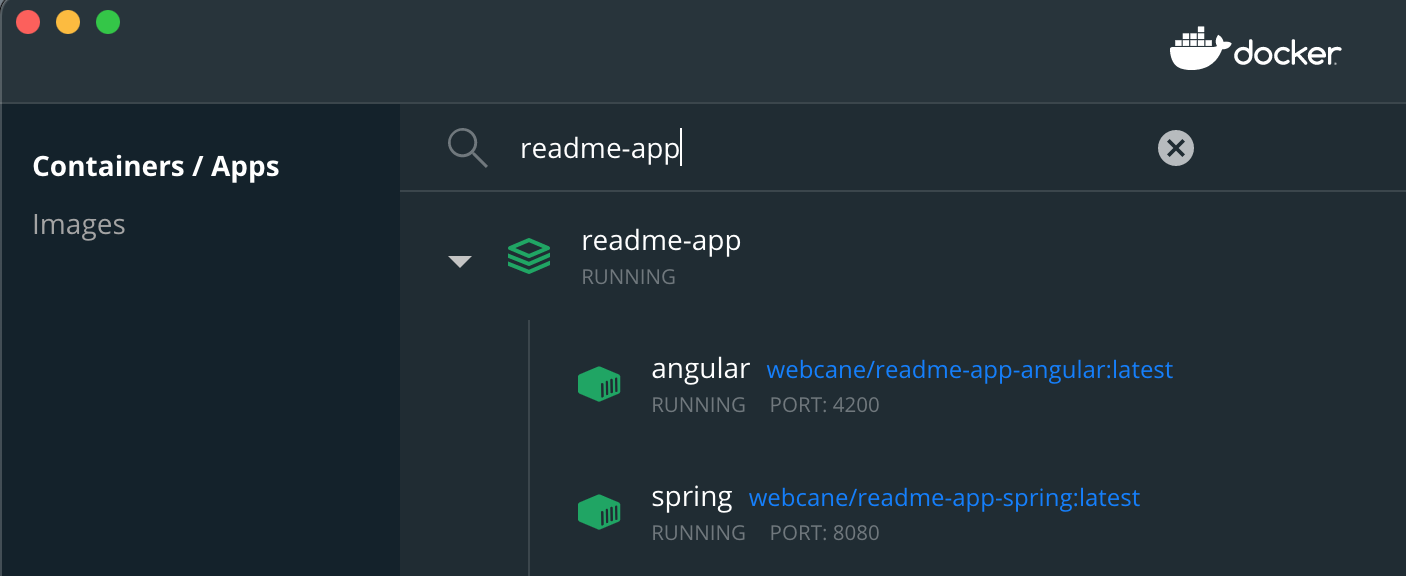 docker
Containers / Apps
Images
readme-app
readme-app
RUNNING
angular webcane/readme-app-angular:latest
RUNNING PORT: 4200
spring webcane/readme-app-spring:latest
RUNNING PORT: 8080